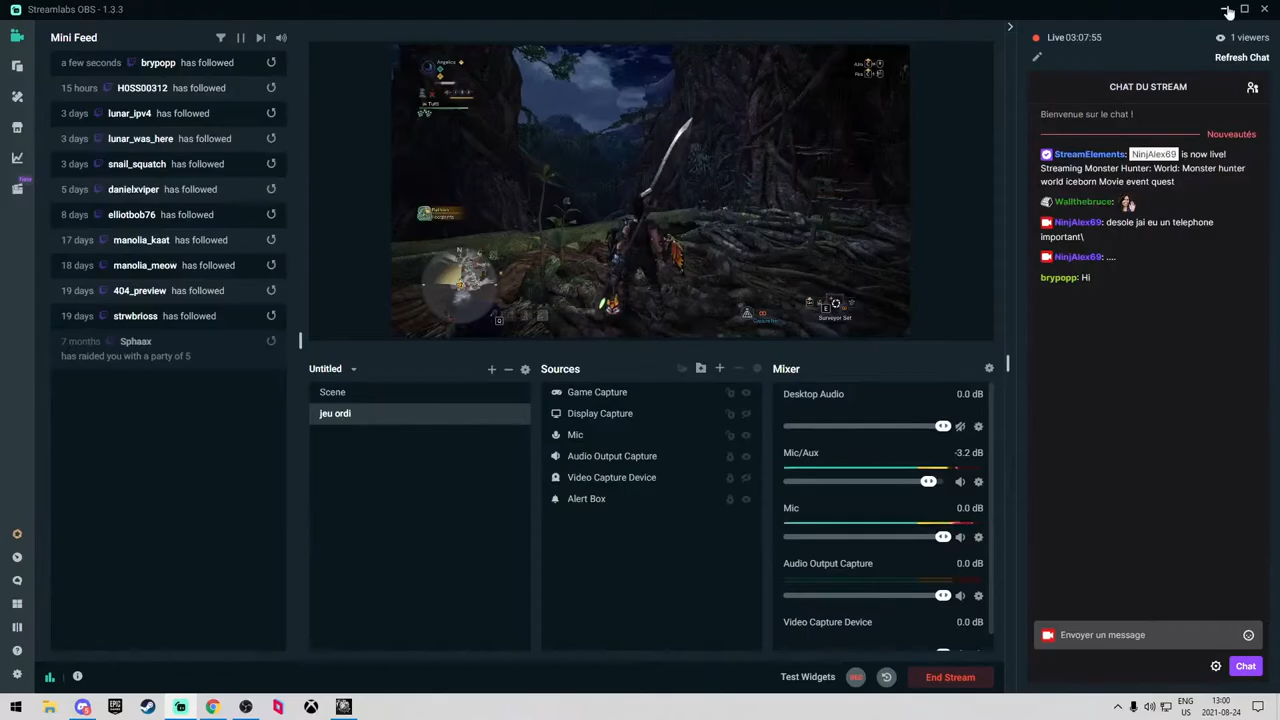 Streamlabs OBS - 1.3.3
Mini Feed
a few seconds brypopp has followed
15 hours H0SS00312 has followed
3 days lunar_ipv4 has followed
3 days lunar_was_here has followed
3 days snail_squatch has followed
5 days danielxviper has followed
8 days elliotbob76 has followed
17 days manolia_kaat has followed
18 days manolia_meow has followed
19 days 404_preview has followed
19 days strwbrioss has followed
7 months Sphaax
has raided you with a party of 5
Angelica
Tutti
N
Q
E
Surveyor Set
Untitled
Scene
jeu ordi
Sources
Game Capture
Display Capture
Mic
Audio Output Capture
Video Capture Device
Alert Box
Mixer
Desktop Audio 0.0 dB
Mic/Aux -3.2 dB
Mic 0.0 dB
Audio Output Capture 0.0 dB
Video Capture Device 0.0 dB
Test Widgets
REC
End Stream
Live 03:07:55
1 viewers
Refresh Chat
CHAT DU STREAM
Bienvenue sur le chat !
Nouveautés
StreamElements: NinjAlex69 is now live!
Streaming Monster Hunter: World: Monster hunter
world iceborn Movie event quest
Wallthebruce:
NinjAlex69: desole jai eu un telephone
important\
NinjAlex69: ....
brypopp: Hi
Envoyer un message
Chat
EPIC
ENG
US
13:00
2021-08-24